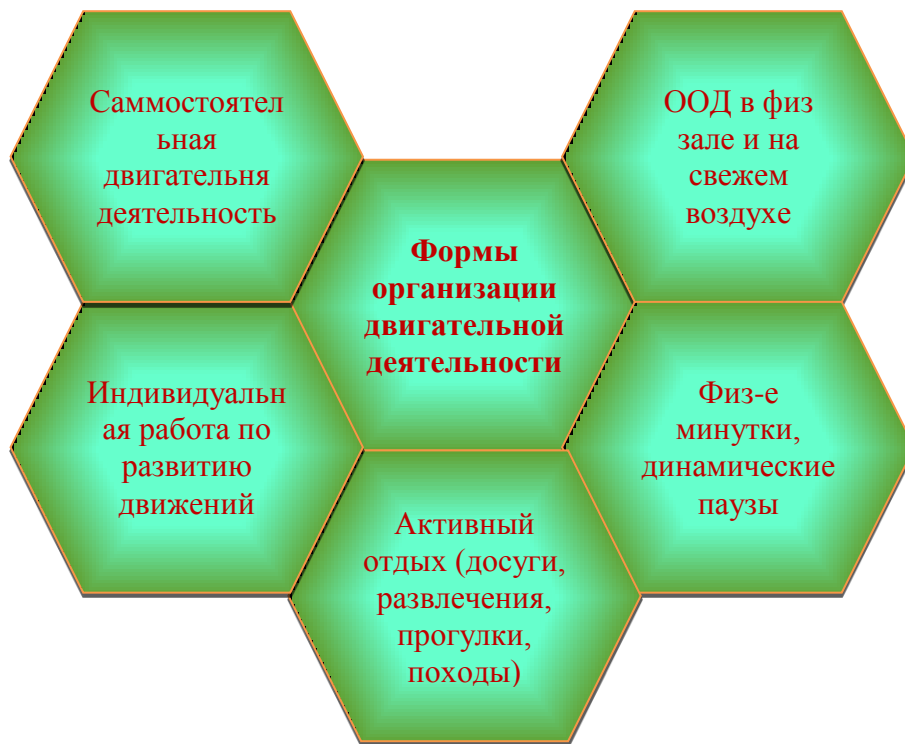 Саммостоятел
ьная
двигательня
деятельность
ООД в физ
зале и на
свежем
воздухе
Формы
организации
двигательной
деятельности
Индивидуальн
ая работа по
развитию
движений
Физ-е
минутки,
динамические
паузы
Активный
отдых (досуги,
развлечения,
прогулки,
походы)